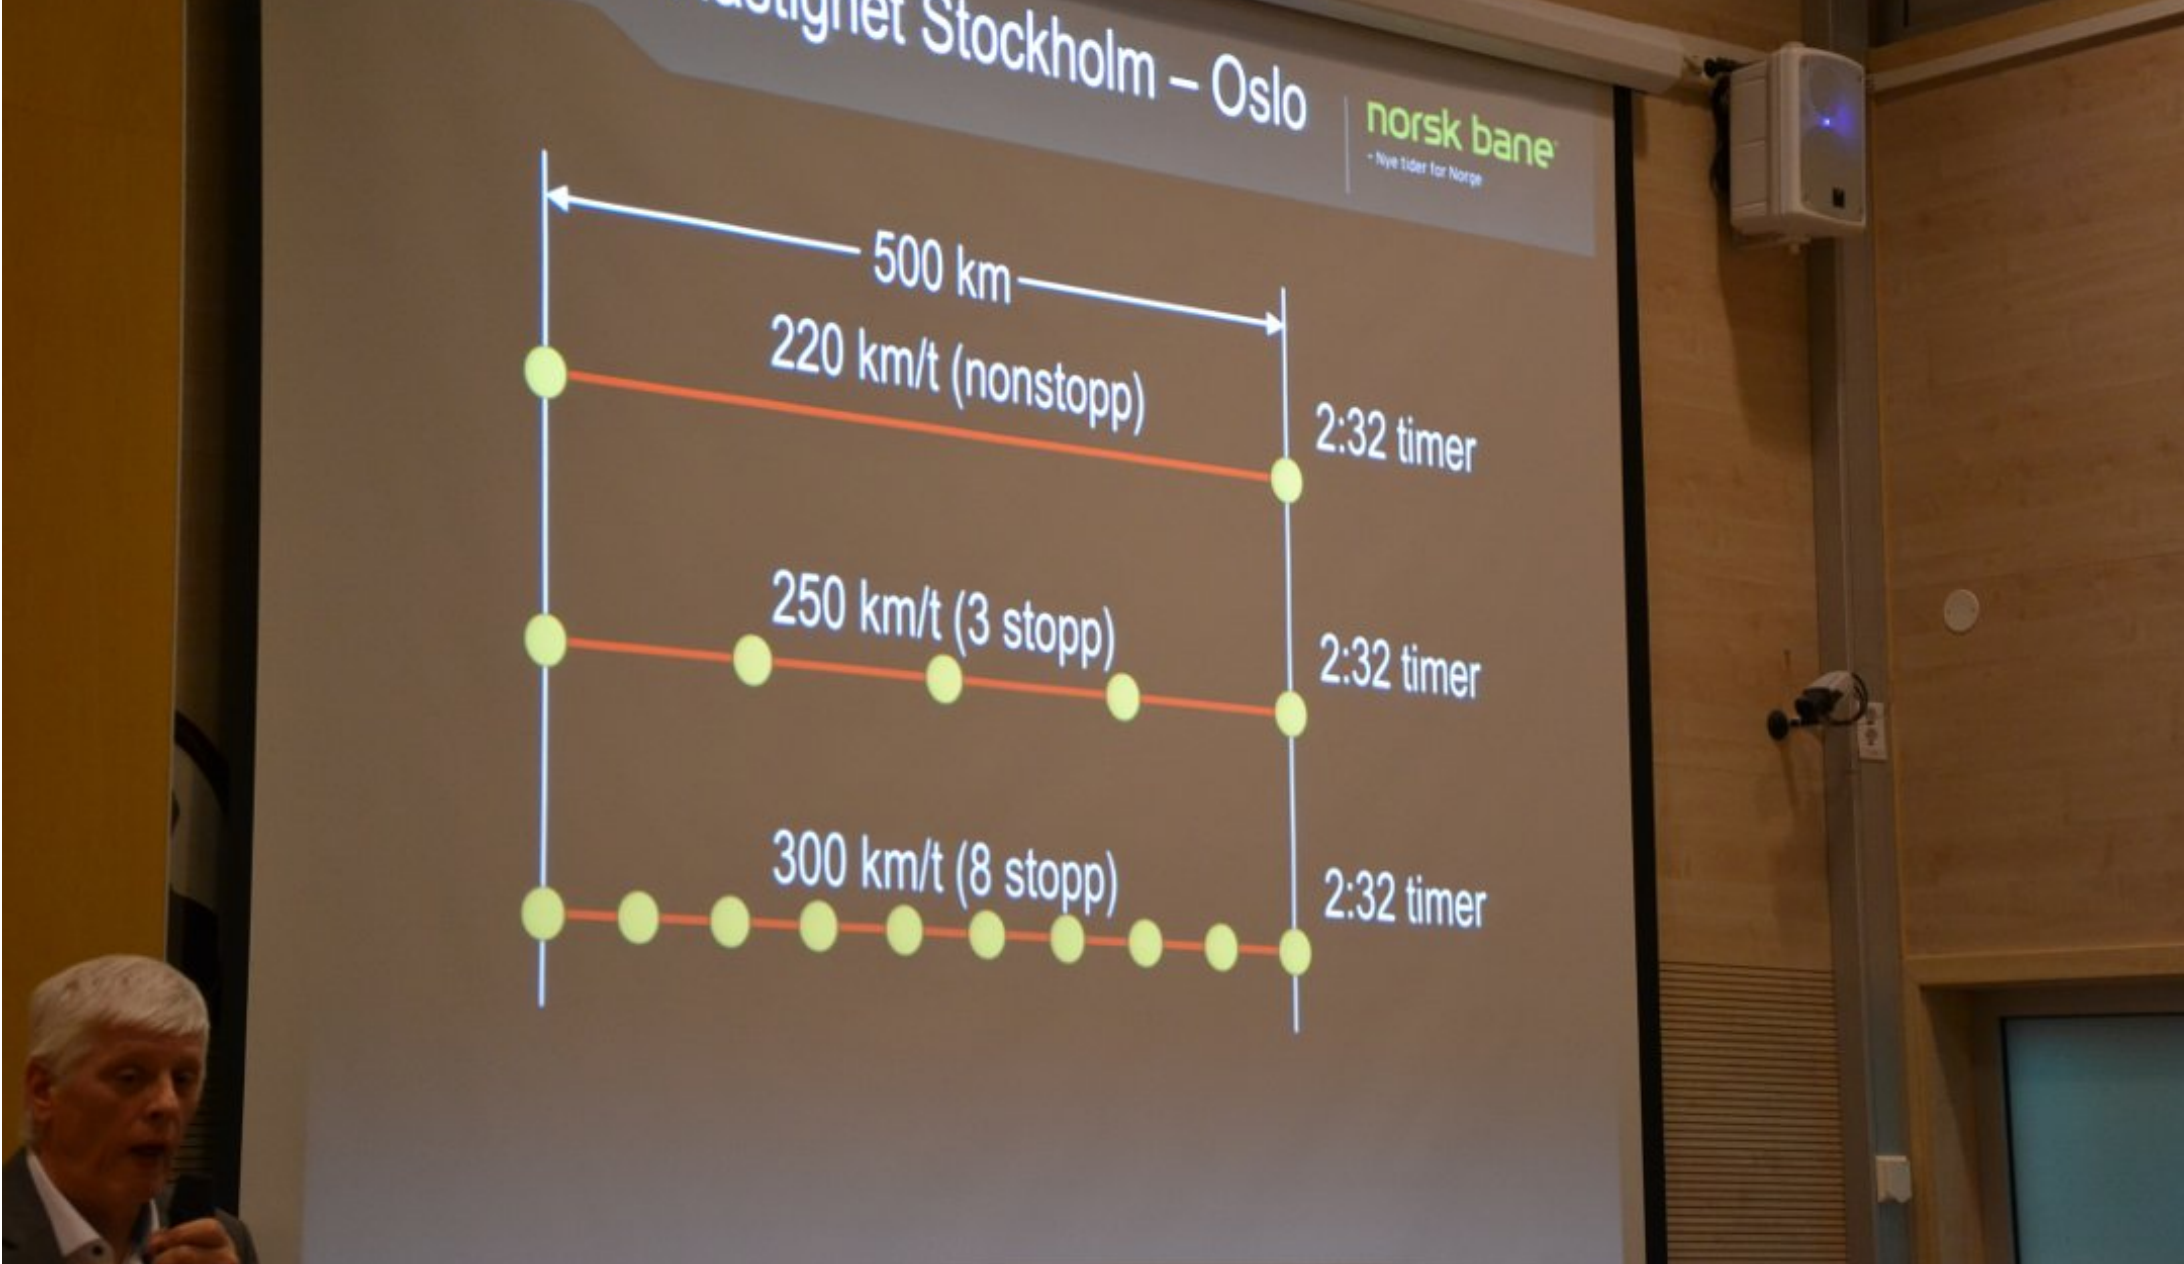 Stockholm – Oslo
norsk bane
- Nye tider for Norge
500 km
220 km/t (nonstopp)
2:32 timer
250 km/t (3 stopp)
2:32 timer
300 km/t (8 stopp)
2:32 timer